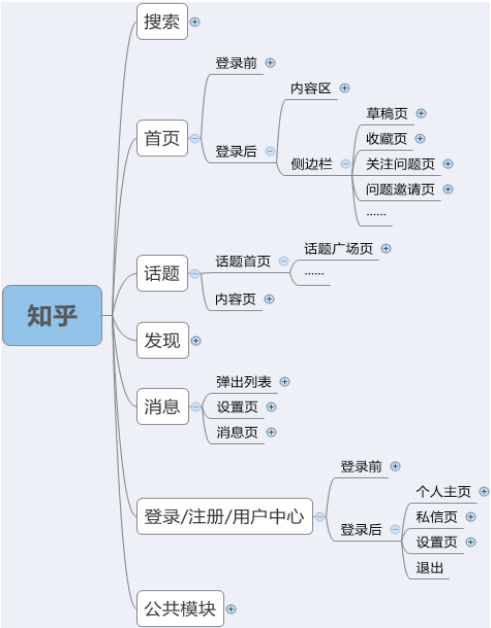 知乎
搜索
首页
登录前
登录后
内容区
侧边栏
草稿页
收藏页
关注问题页
问题邀请页
......
话题
话题首页
话题广场页
......
内容页
发现
消息
弹出列表
设置页
消息页
登录/注册/用户中心
登录前
登录后
个人主页
私信页
设置页
退出
公共模块